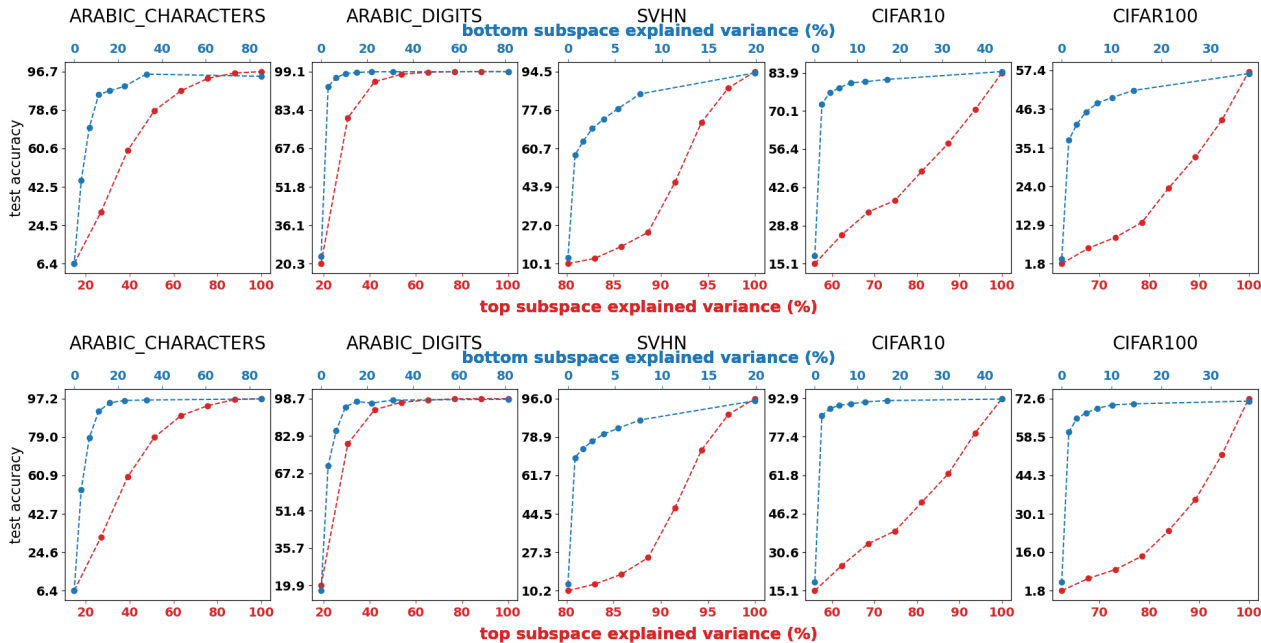 ARABIC_CHARACTERS ARABIC_DIGITS SVHN CIFAR10 CIFAR100
bottom subspace explained variance (%)
0 20 40 60 80 0 20 40 60 80 0 5 10 15 20 0 10 20 30 40 0 10 20 30
96.7 99.1 94.5 83.9 57.4
78.6 83.4 77.6 70.1 46.3
60.6 67.6 60.7 56.4 35.1
42.5 51.8 43.9 42.6 24.0
24.5 36.1 27.0 28.8 12.9
6.4 20.3 10.1 15.1 1.8
test accuracy
20 40 60 80 100 20 40 60 80 100 80 85 90 95 100 60 70 80 90 100 70 80 90 100
top subspace explained variance (%)
ARABIC_CHARACTERS ARABIC_DIGITS SVHN CIFAR10 CIFAR100
bottom subspace explained variance (%)
0 20 40 60 80 0 20 40 60 80 0 5 10 15 20 0 10 20 30 40 0 10 20 30
97.2 98.7 96.0 92.9 72.6
79.0 82.9 78.9 77.4 58.5
60.9 67.2 61.7 61.8 44.3
42.7 51.4 44.5 46.2 30.1
24.6 35.7 27.3 30.6 16.0
6.4 19.9 10.2 15.1 1.8
test accuracy
20 40 60 80 100 20 40 60 80 100 80 85 90 95 100 60 70 80 90 100 70 80 90 100
top subspace explained variance (%)